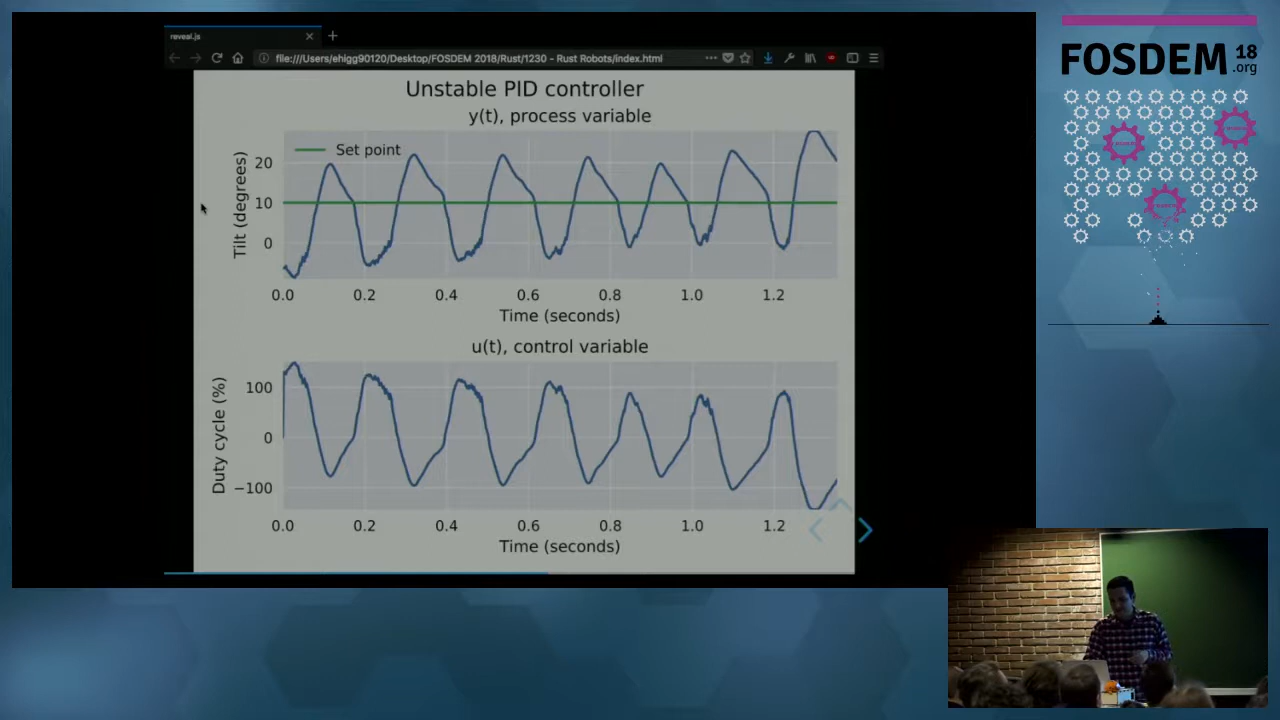 reveal.js
file:///Users/ehigg90120/Desktop/FOSDEM 2018/Rust/1230 - Rust Robots/index.html
FOSDEM 18
.org
Unstable PID controller
y(t), process variable
Set point
Tilt (degrees)
20
10
0
0.0 0.2 0.4 0.6 0.8 1.0 1.2
Time (seconds)
u(t), control variable
Duty cycle (%)
100
0
−100
0.0 0.2 0.4 0.6 0.8 1.0 1.2
Time (seconds)